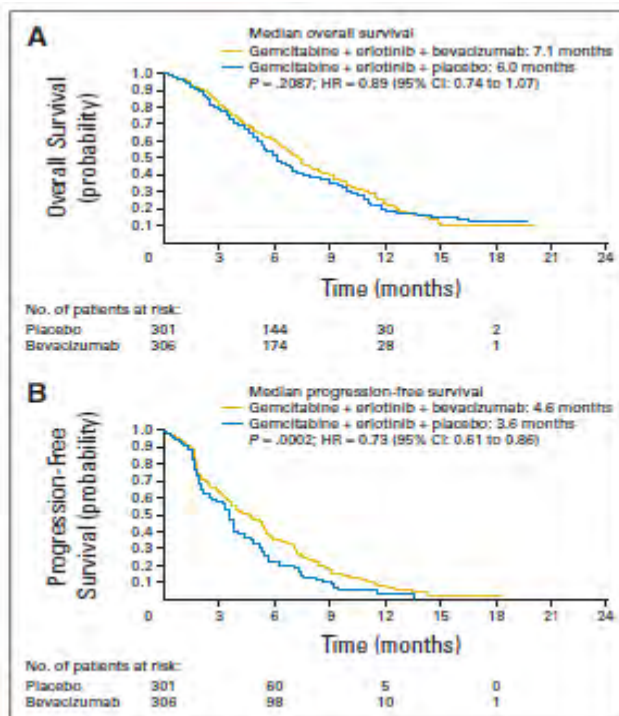 A
Median overall survival
Gemcitabine + erlotinib + bevacizumab: 7.1 months
Gemcitabine + erlotinib + placebo: 6.0 months
P = .2087; HR = 0.89 (95% CI: 0.74 to 1.07)
Overall Survival
(probability)
1.0
0.9
0.8
0.7
0.6
0.5
0.4
0.3
0.2
0.1
0 3 6 9 12 15 18 21 24
Time (months)
No. of patients at risk:
Placebo 301 144 30 2
Bevacizumab 306 174 28 1
B
Median progression-free survival
Gemcitabine + erlotinib + bevacizumab: 4.6 months
Gemcitabine + erlotinib + placebo: 3.6 months
P = .0002; HR = 0.73 (95% CI: 0.61 to 0.86)
Progression-Free
Survival (probability)
1.0
0.9
0.8
0.7
0.6
0.5
0.4
0.3
0.2
0.1
0 3 6 9 12 15 18 21 24
Time (months)
No. of patients at risk:
Placebo 301 60 5 0
Bevacizumab 306 98 10 1